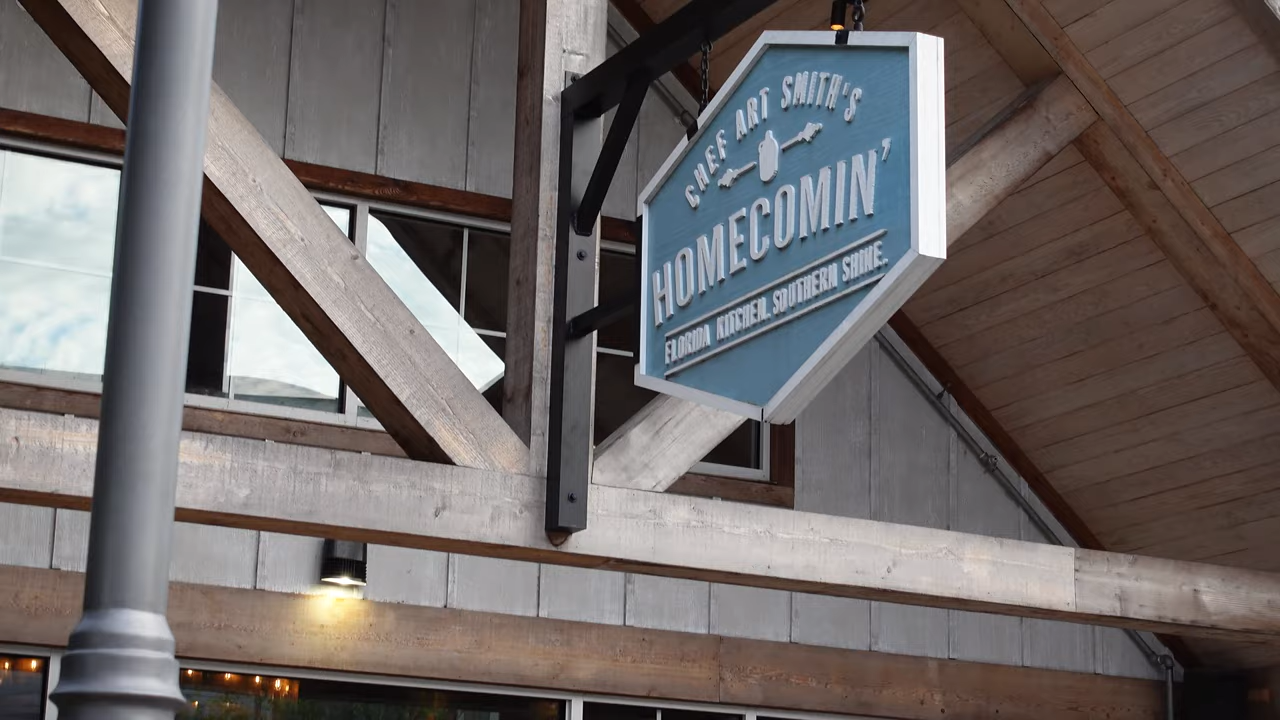 CHEF ART SMITH'S
HOMECOMIN'
FLORIDA KITCHEN. SOUTHERN SHINE.